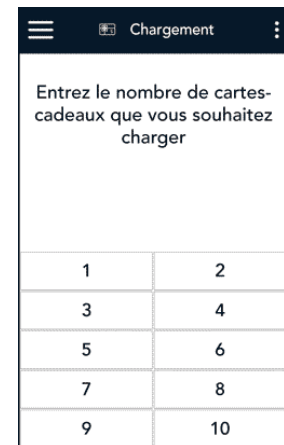 Chargement
Entrez le nombre de cartes-
cadeaux que vous souhaitez
charger
1 2
3 4
5 6
7 8
9 10